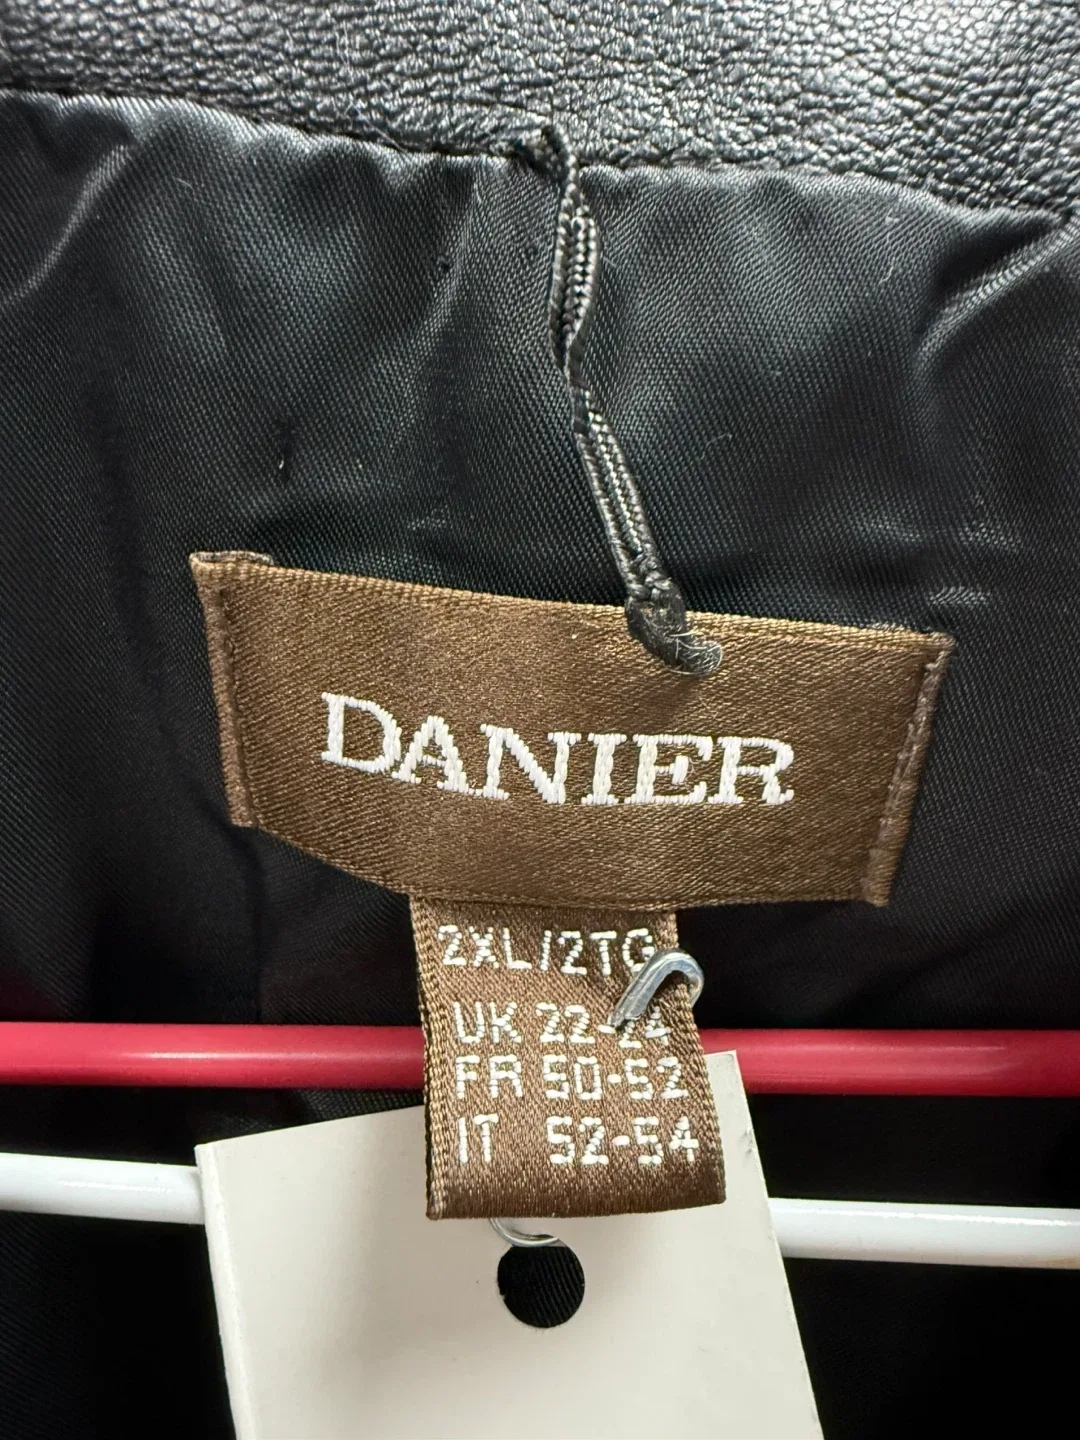 DANIER
2XL/2TG
UK 22-24
FR 50-52
IT 52-54